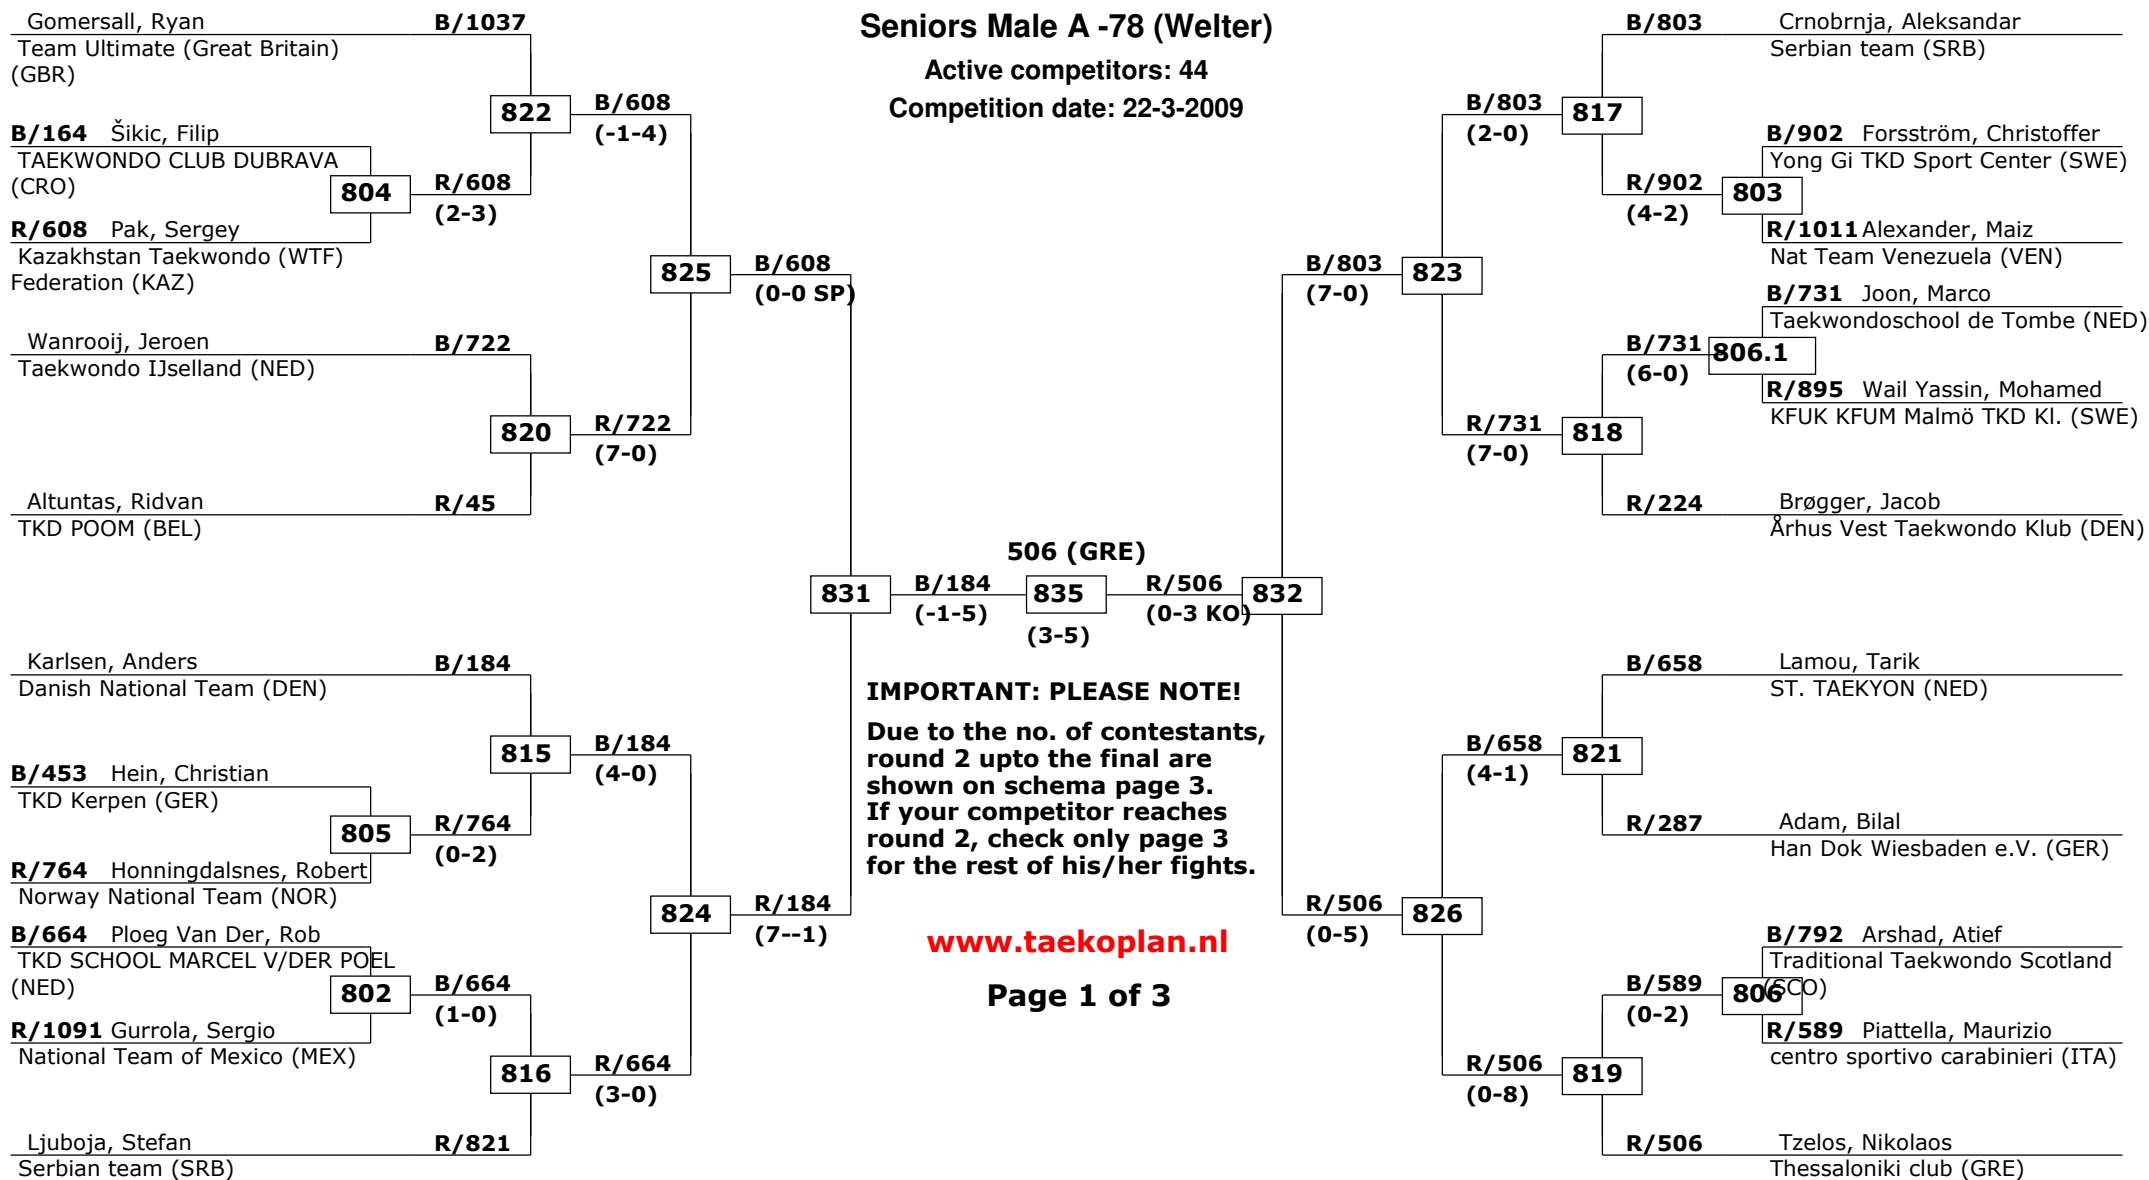 Seniors Male A -78 (Welter)
Active competitors: 44
Competition date: 22-3-2009
Gomersall, Ryan B/1037
Team Ultimate (Great Britain)
(GBR)
822
B/608
(-1-4)
B/164 Šikic, Filip
TAEKWONDO CLUB DUBRAVA
(CRO)
804
R/608
(2-3)
R/608 Pak, Sergey
Kazakhstan Taekwondo (WTF)
Federation (KAZ)
825
B/608
(0-0 SP)
Wanrooij, Jeroen B/722
Taekwondo IJselland (NED)
820
R/722
(7-0)
Altuntas, Ridvan R/45
TKD POOM (BEL)
831
B/184
(-1-5)
506 (GRE)
835
(3-5)
R/506
(0-3 KO)
832
Karlsen, Anders B/184
Danish National Team (DEN)
815
B/184
(4-0)
B/453 Hein, Christian
TKD Kerpen (GER)
805
R/764
(0-2)
R/764 Honningdalsnes, Robert
Norway National Team (NOR)
824
R/184
(7--1)
B/664 Ploeg Van Der, Rob
TKD SCHOOL MARCEL V/DER POEL
(NED)
802
B/664
(1-0)
R/1091 Gurrola, Sergio
National Team of Mexico (MEX)
816
R/664
(3-0)
Ljuboja, Stefan R/821
Serbian team (SRB)
IMPORTANT: PLEASE NOTE!
Due to the no. of contestants,
round 2 upto the final are
shown on schema page 3.
If your competitor reaches
round 2, check only page 3
for the rest of his/her fights.
www.taekoplan.nl
Page 1 of 3
B/803 Crnobrnja, Aleksandar
Serbian team (SRB)
B/803
(2-0)
817
B/902 Forsström, Christoffer
Yong Gi TKD Sport Center (SWE)
R/902
(4-2)
803
R/1011 Alexander, Maiz
Nat Team Venezuela (VEN)
B/803
(7-0)
823
B/731 Joon, Marco
Taekwondoschool de Tombe (NED)
B/731
(6-0)
806.1
R/895 Wail Yassin, Mohamed
KFUK KFUM Malmö TKD Kl. (SWE)
R/731
(7-0)
818
R/224 Brøgger, Jacob
Århus Vest Taekwondo Klub (DEN)
B/658 Lamou, Tarik
ST. TAEKYON (NED)
B/658
(4-1)
821
R/287 Adam, Bilal
Han Dok Wiesbaden e.V. (GER)
R/506
(0-5)
826
B/792 Arshad, Atief
Traditional Taekwondo Scotland
(SCO)
B/589
(0-2)
806
R/589 Piattella, Maurizio
centro sportivo carabinieri (ITA)
R/506
(0-8)
819
R/506 Tzelos, Nikolaos
Thessaloniki club (GRE)